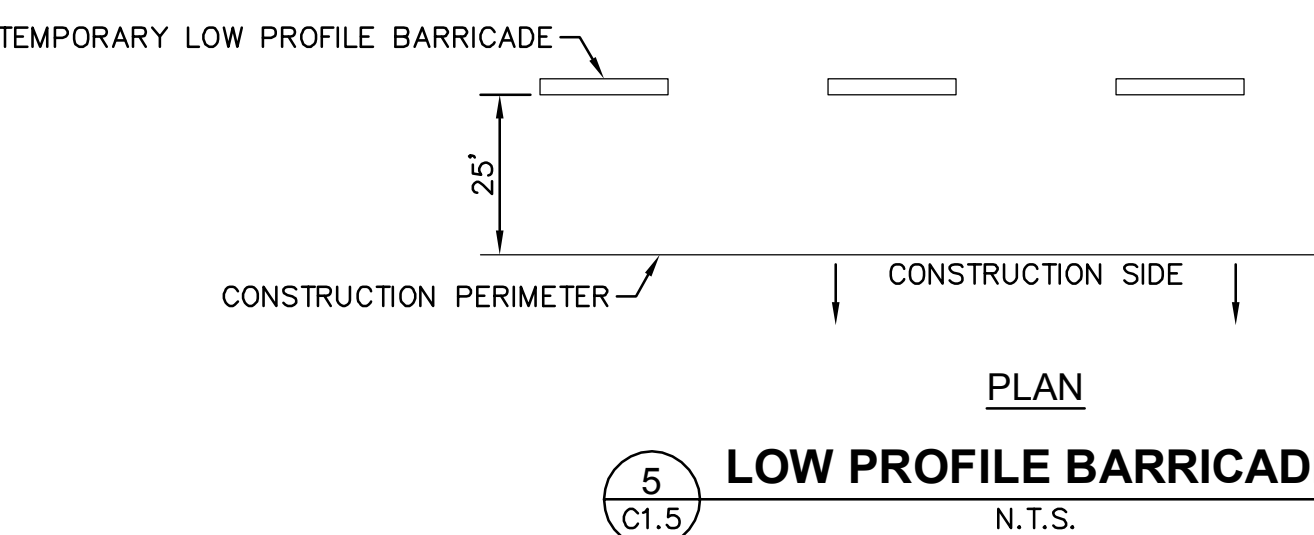 TEMPORARY LOW PROFILE BARRICADE
25'
CONSTRUCTION SIDE
CONSTRUCTION PERIMETER
PLAN
5
LOW PROFILE BARRICAD
C1.5
N.T.S.